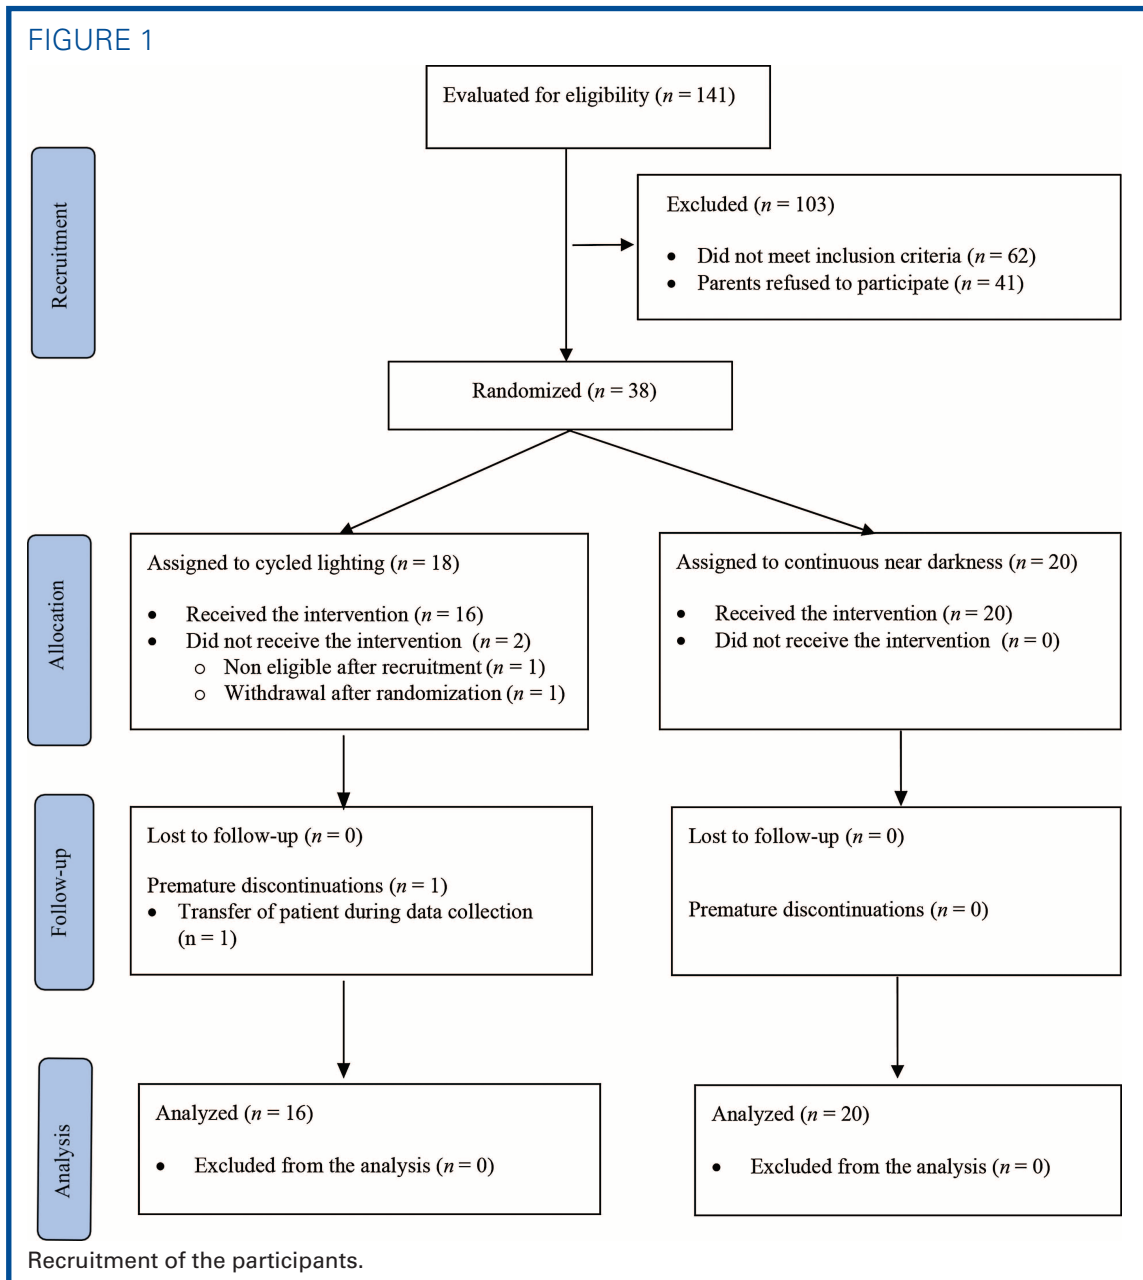 FIGURE 1
Evaluated for eligibility (n = 141)
Recruitment
Excluded (n = 103)
• Did not meet inclusion criteria (n = 62)
• Parents refused to participate (n = 41)
Randomized (n = 38)
Allocation
Assigned to cycled lighting (n = 18)
• Received the intervention (n = 16)
• Did not receive the intervention (n = 2)
o Non eligible after recruitment (n = 1)
o Withdrawal after randomization (n = 1)
Assigned to continuous near darkness (n = 20)
• Received the intervention (n = 20)
• Did not receive the intervention (n = 0)
Follow-up
Lost to follow-up (n = 0)
Premature discontinuations (n = 1)
• Transfer of patient during data collection
(n = 1)
Lost to follow-up (n = 0)
Premature discontinuations (n = 0)
Analysis
Analyzed (n = 16)
• Excluded from the analysis (n = 0)
Analyzed (n = 20)
• Excluded from the analysis (n = 0)
Recruitment of the participants.